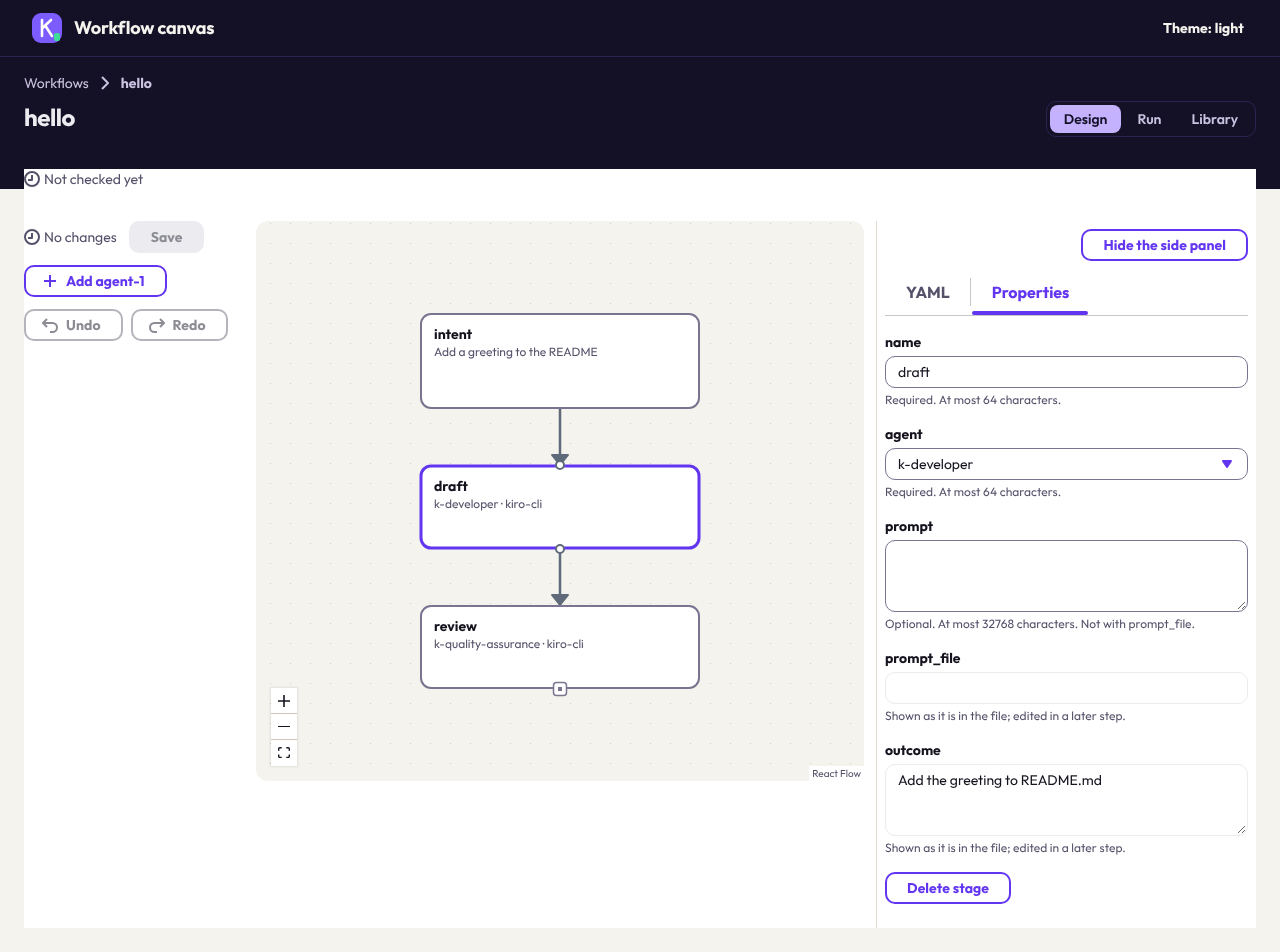 K
Workflow canvas
Theme: light
Workflows
hello
hello
Design
Run
Library
Not checked yet
No changes
Save
Add agent-1
Undo
Redo
intent
Add a greeting to the README
draft
k-developer · kiro-cli
review
k-quality-assurance · kiro-cli
React Flow
Hide the side panel
YAML
Properties
name
draft
Required. At most 64 characters.
agent
k-developer
Required. At most 64 characters.
prompt
Optional. At most 32768 characters. Not with prompt_file.
prompt_file
Shown as it is in the file; edited in a later step.
outcome
Add the greeting to README.md
Shown as it is in the file; edited in a later step.
Delete stage